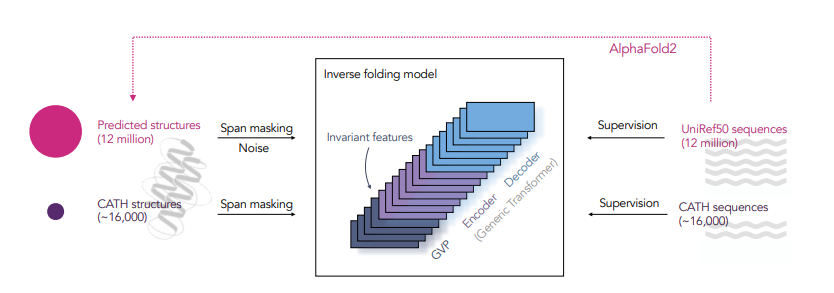 AlphaFold2
Inverse folding model
Predicted structures
(12 million)
Span masking
Noise
Invariant features
Supervision
UniRef50 sequences
(12 million)
CATH structures
(~16,000)
Span masking
GVP
Encoder
Decoder
(Generic Transformer)
Supervision
CATH sequences
(~16,000)